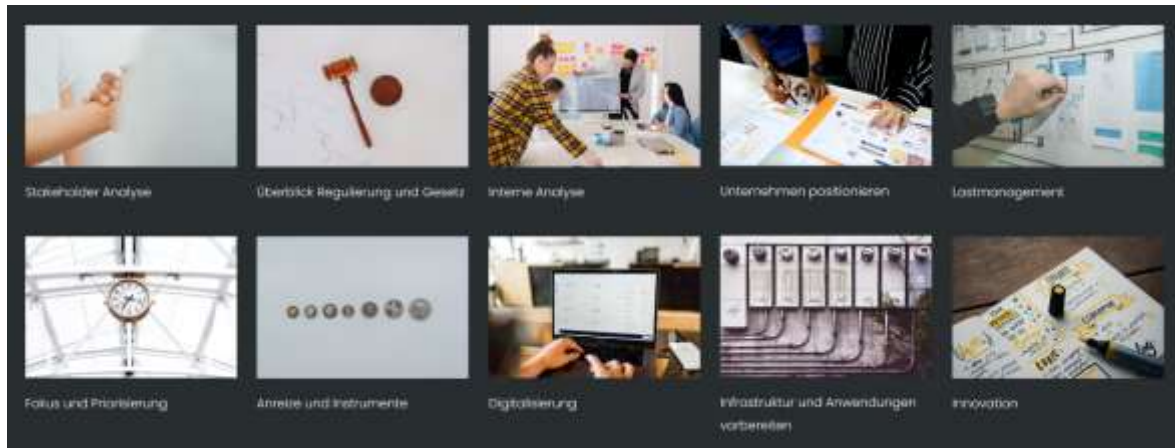 Stakeholder Analyse
Überblick Regulierung und Gesetz
Interne Analyse
Unternehmen positionieren
Lastmanagement
Fokus und Priorisierung
Anreize und Instrumente
Digitalisierung
Infrastruktur und Anwendungen
vorbereiten
Innovation